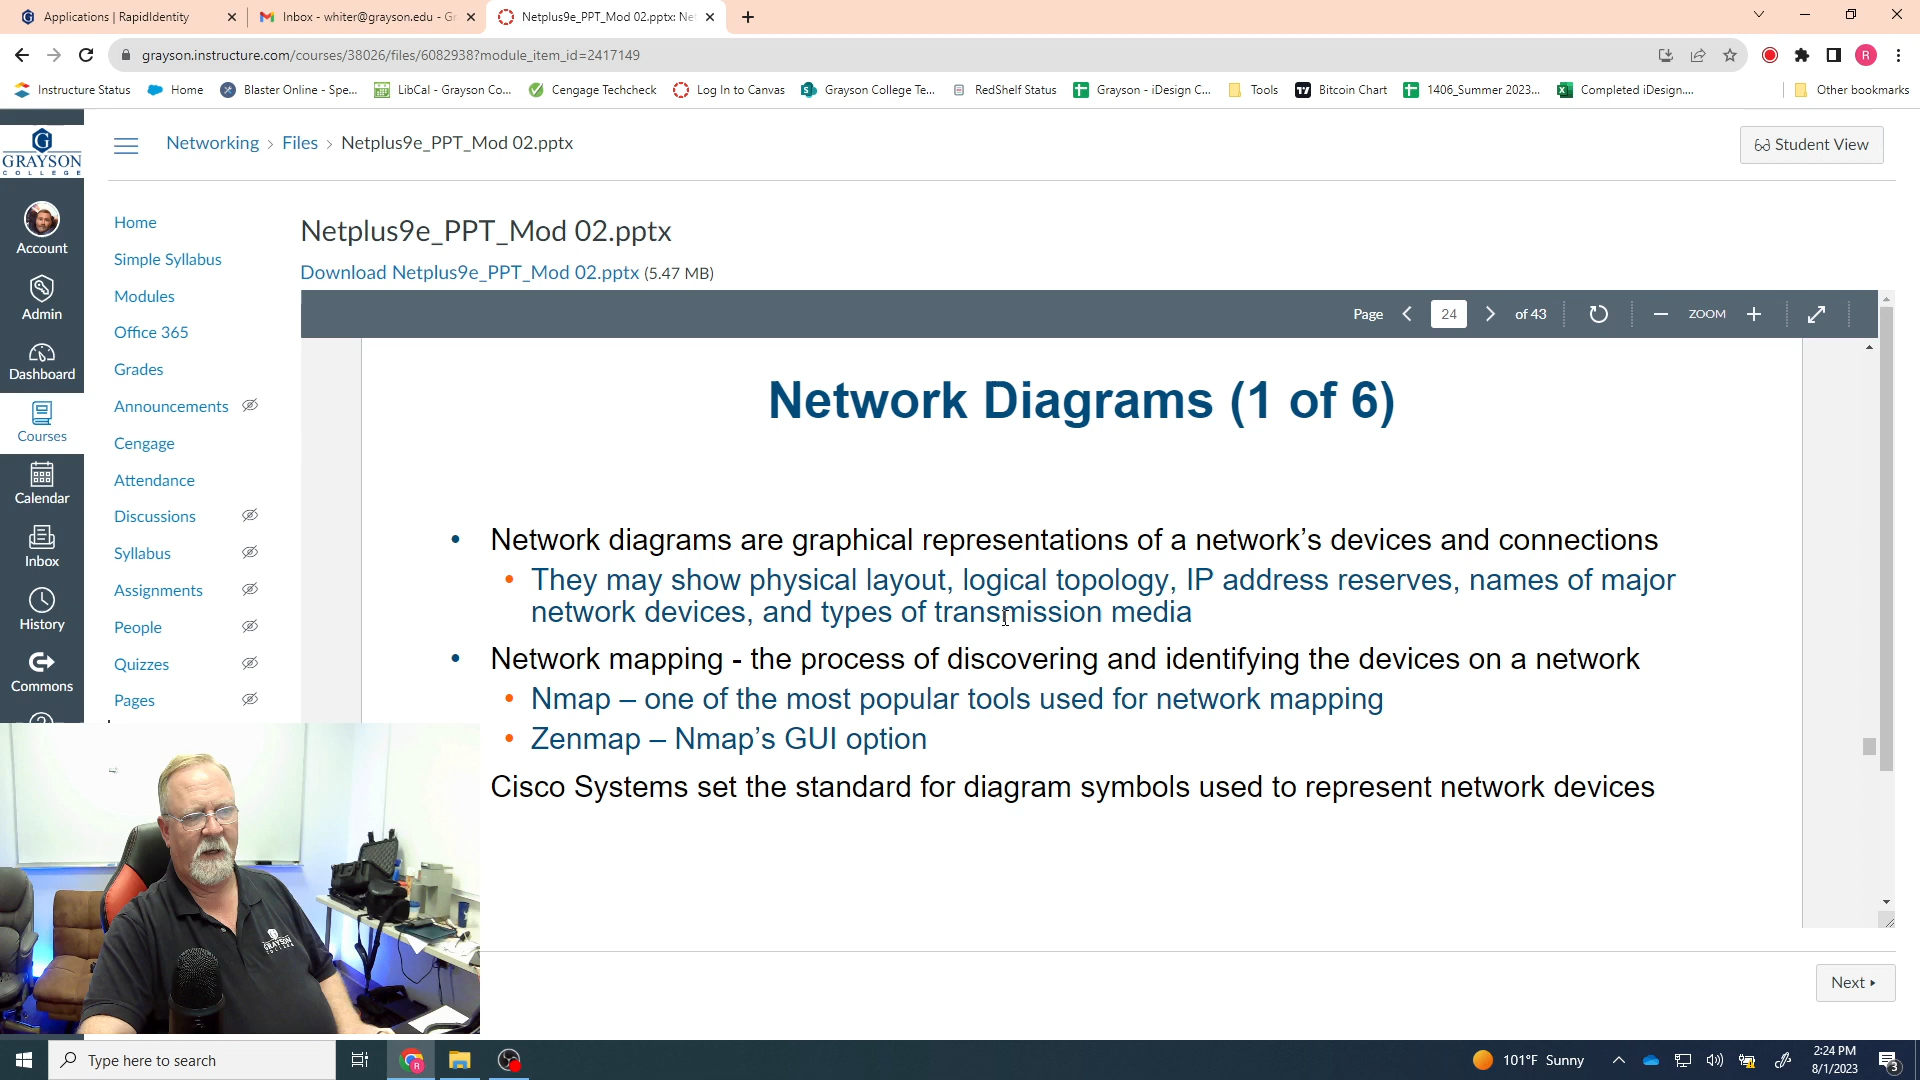 Applications | RapidIdentity
Inbox - whiter@grayson.edu - Gr
Netplus9e_PPT_Mod 02.pptx: Net
grayson.instructure.com/courses/38026/files/6082938?module_item_id=2417149
R
Instructure Status
Home
Blaster Online - Spe...
LibCal - Grayson Co...
Cengage Techcheck
Log In to Canvas
Grayson College Te...
RedShelf Status
Grayson - iDesign C...
Tools
Bitcoin Chart
1406_Summer 2023...
Completed iDesign....
Other bookmarks
GRAYSON
COLLEGE
Networking › Files › Netplus9e_PPT_Mod 02.pptx
Student View
Account
Admin
Dashboard
Courses
Calendar
Inbox
History
Commons
Home
Simple Syllabus
Modules
Office 365
Grades
Announcements
Cengage
Attendance
Discussions
Syllabus
Assignments
People
Quizzes
Pages
Netplus9e_PPT_Mod 02.pptx
Download Netplus9e_PPT_Mod 02.pptx (5.47 MB)
Page 24 of 43 ZOOM
Network Diagrams (1 of 6)
• Network diagrams are graphical representations of a network’s devices and connections
• They may show physical layout, logical topology, IP address reserves, names of major
network devices, and types of transmission media
• Network mapping - the process of discovering and identifying the devices on a network
• Nmap – one of the most popular tools used for network mapping
• Zenmap – Nmap’s GUI option
Cisco Systems set the standard for diagram symbols used to represent network devices
GRAYSON
COLLEGE
Next
Type here to search
101°F Sunny
2:24 PM
8/1/2023
3